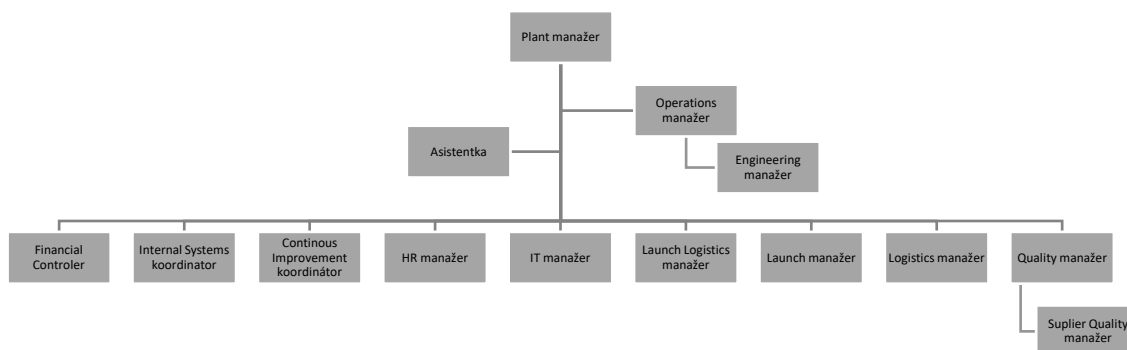 Plant manažer
Operations
manažer
Asistentka
Engineering
manažer
Financial
Controler
Internal Systems
koordinator
Continous
Improvement
koordinátor
HR manažer
IT manažer
Launch Logistics
manažer
Launch manažer
Logistics manažer
Quality manažer
Suplier Quality
manažer